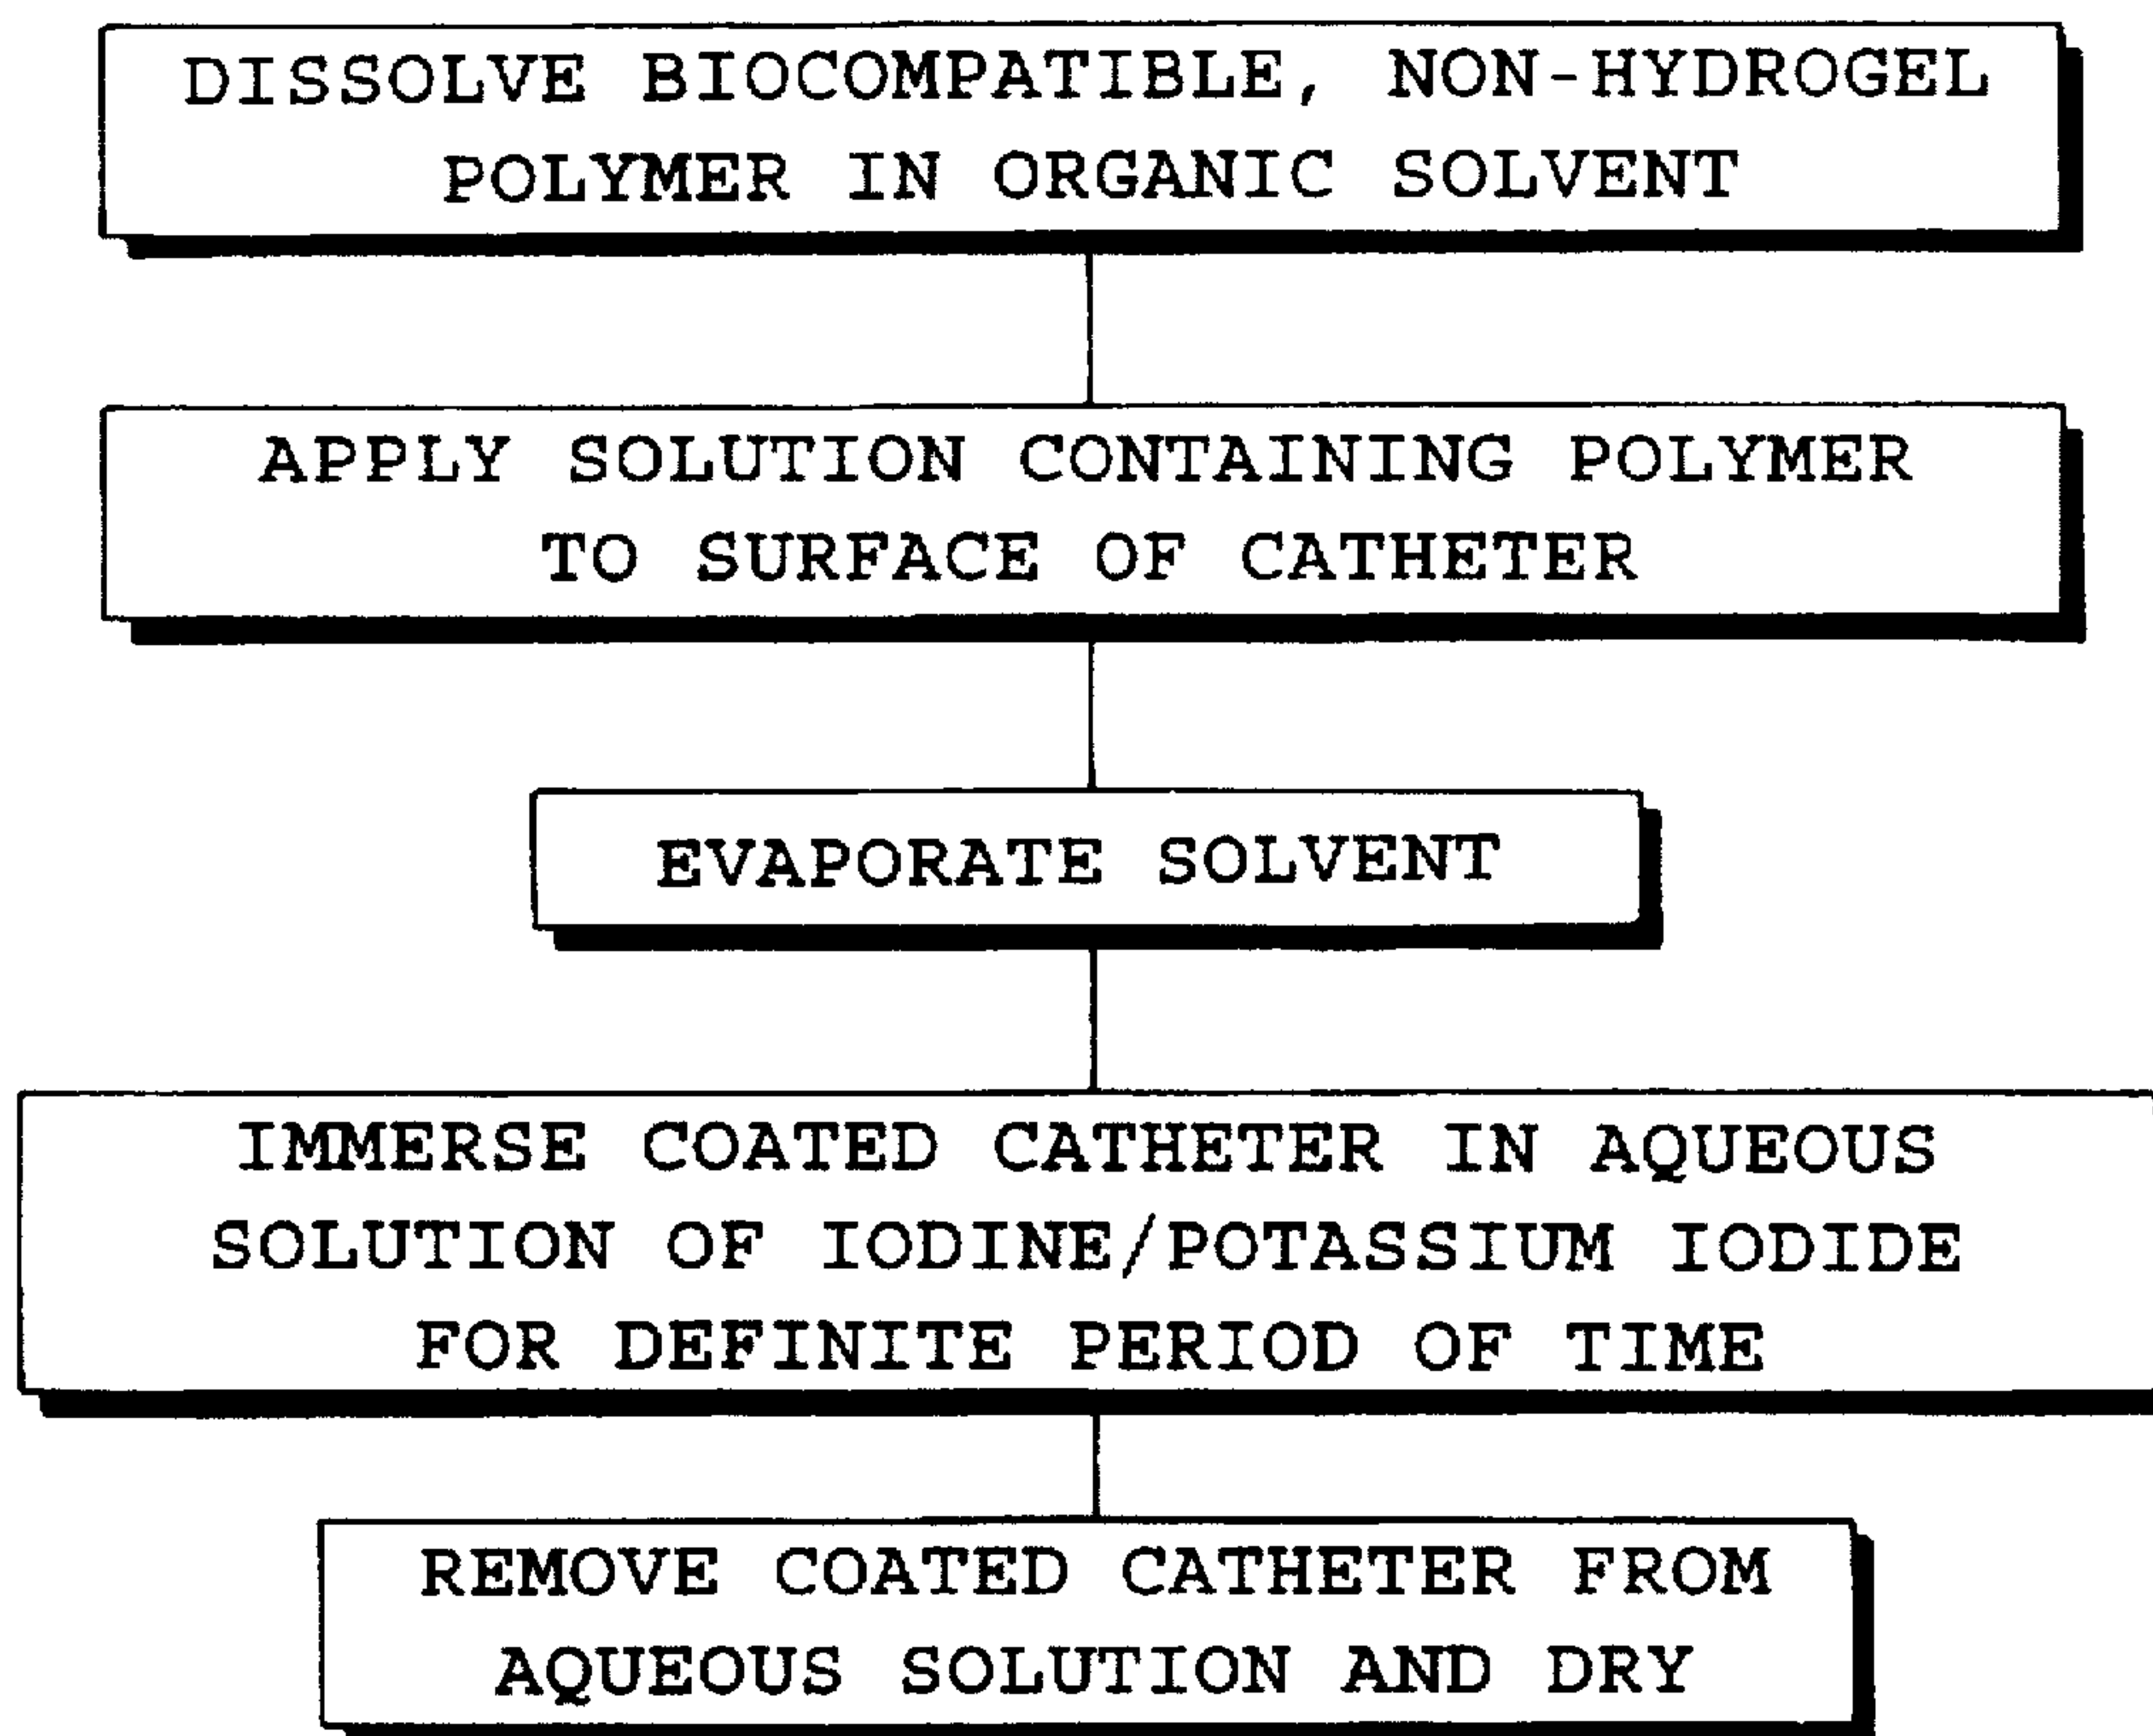 DISSOLVE BIOCOMPATIBLE, NON-HYDROGEL
POLYMER IN ORGANIC SOLVENT
APPLY SOLUTION CONTAINING POLYMER
TO SURFACE OF CATHETER
EVAPORATE SOLVENT
IMMERSE COATED CATHETER IN AQUEOUS
SOLUTION OF IODINE/POTASSIUM IODIDE
FOR DEFINITE PERIOD OF TIME
REMOVE COATED CATHETER FROM
AQUEOUS SOLUTION AND DRY